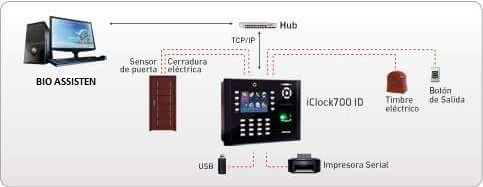 Hub
TCP/IP
Sensor de puerta
Cerradura eléctrica
BIO ASSISTEN
iClock700 ID
Timbre eléctrico
Botón de Salida
USB
Impresora Serial